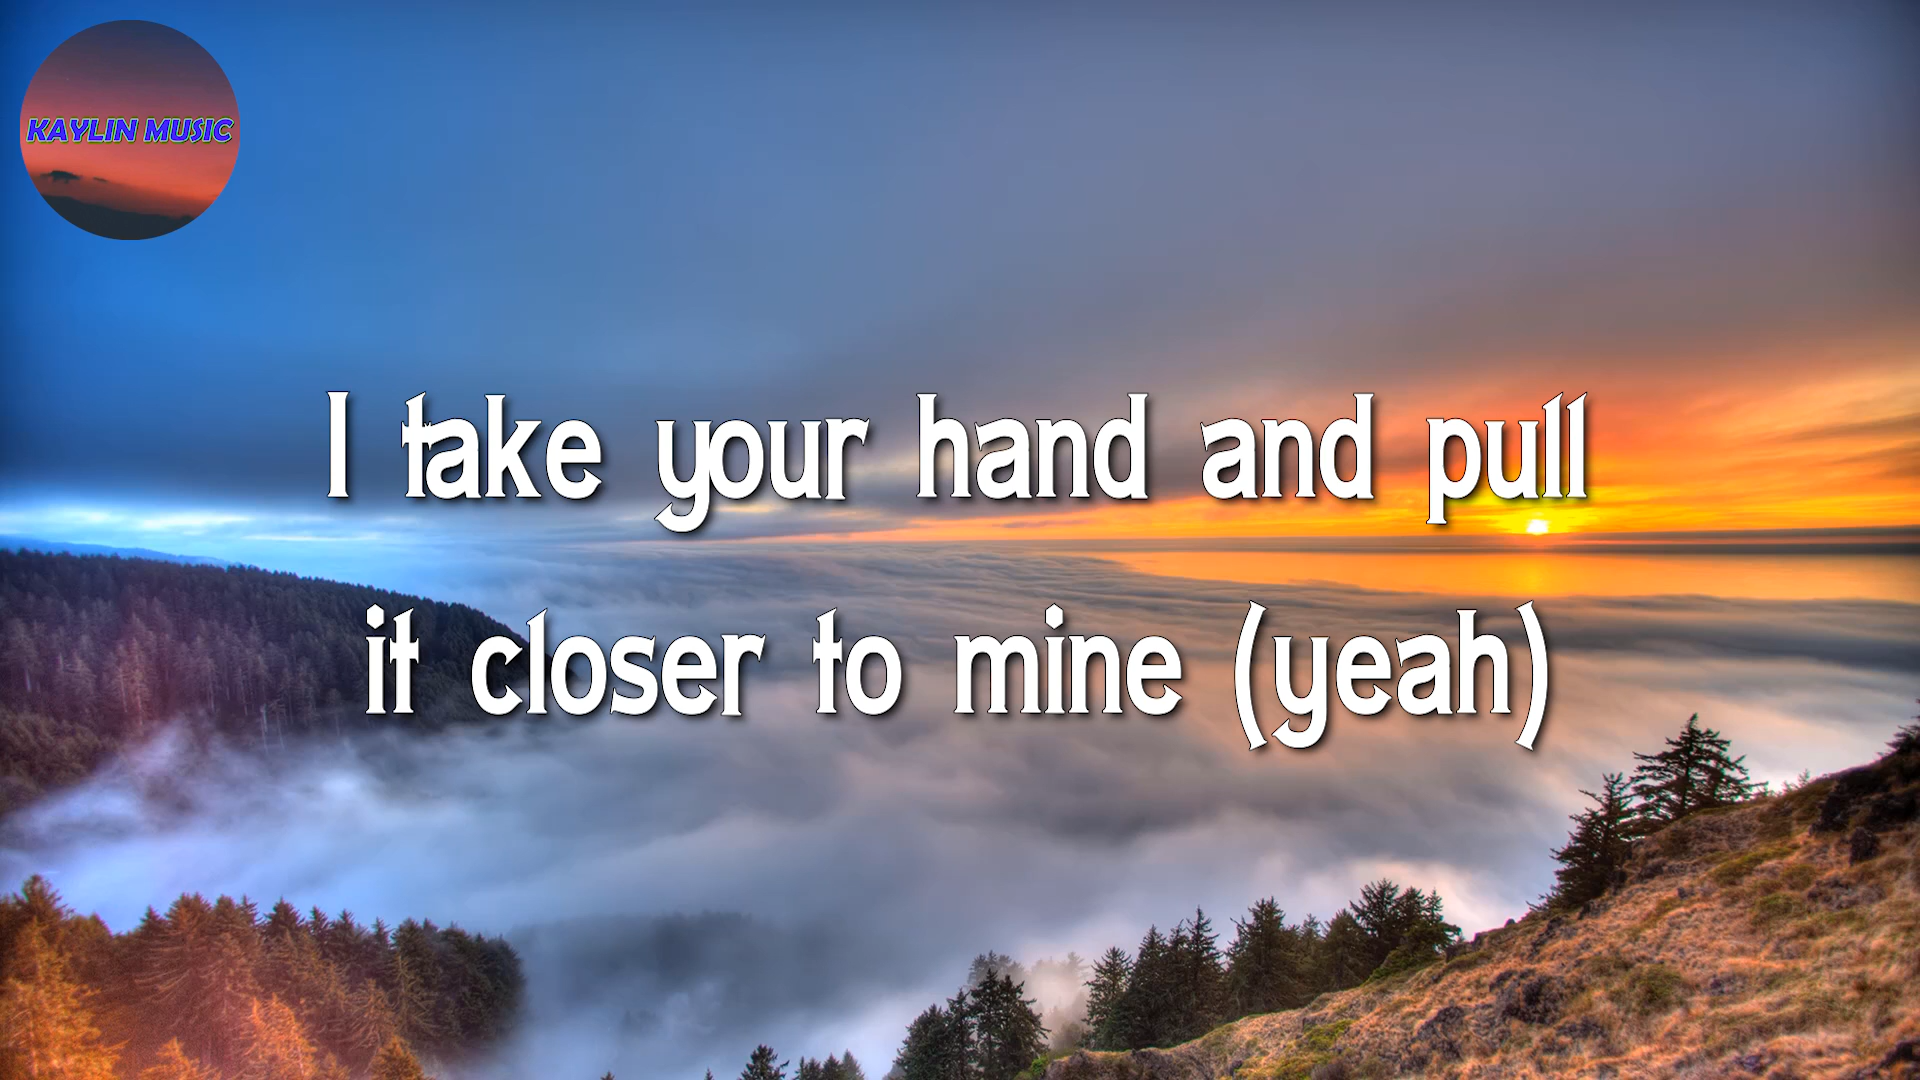 KAYLIN MUSIC
I take your hand and pull
it closer to mine (yeah)